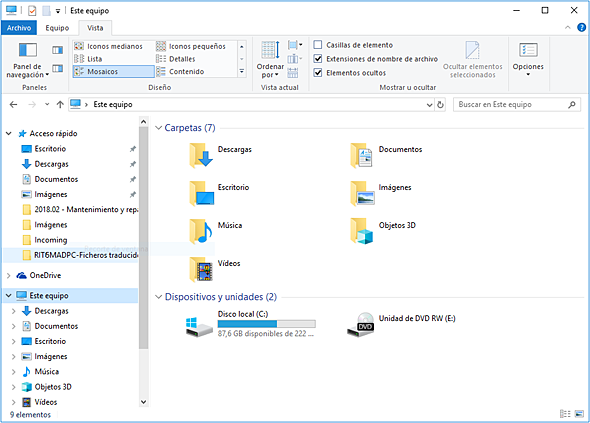 Este equipo
Archivo
Equipo
Vista
Panel de navegación
Paneles
Iconos medianos
Iconos pequeños
Lista
Detalles
Mosaicos
Contenido
Diseño
Ordenar por
Vista actual
Casillas de elemento
Extensiones de nombre de archivo
Elementos ocultos
Ocultar elementos seleccionados
Mostrar u ocultar
Opciones
Este equipo
Buscar en Este equipo
Acceso rápido
Escritorio
Descargas
Documentos
Imágenes
2018.02 - Mantenimiento y repa
Imágenes
Incoming
RIT6MADPC-Ficheros traducido
OneDrive
Este equipo
Descargas
Documentos
Escritorio
Imágenes
Música
Objetos 3D
Vídeos
Carpetas (7)
Descargas
Documentos
Escritorio
Imágenes
Música
Objetos 3D
Vídeos
Dispositivos y unidades (2)
Disco local (C:)
87,6 GB disponibles de 222 ...
DVD
Unidad de DVD RW (E:)
9 elementos